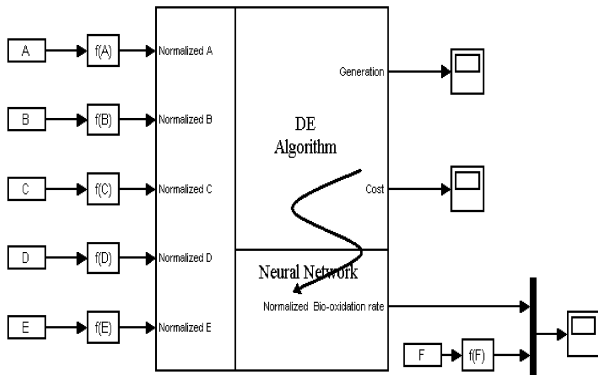 A f(A) Normalized A
Generation
B f(B) Normalized B
DE
Algorithm
C f(C) Normalized C
Cost
D f(D) Normalized D
Neural Network
Normalized Bio-oxidation rate
E f(E) Normalized E
F f(F)